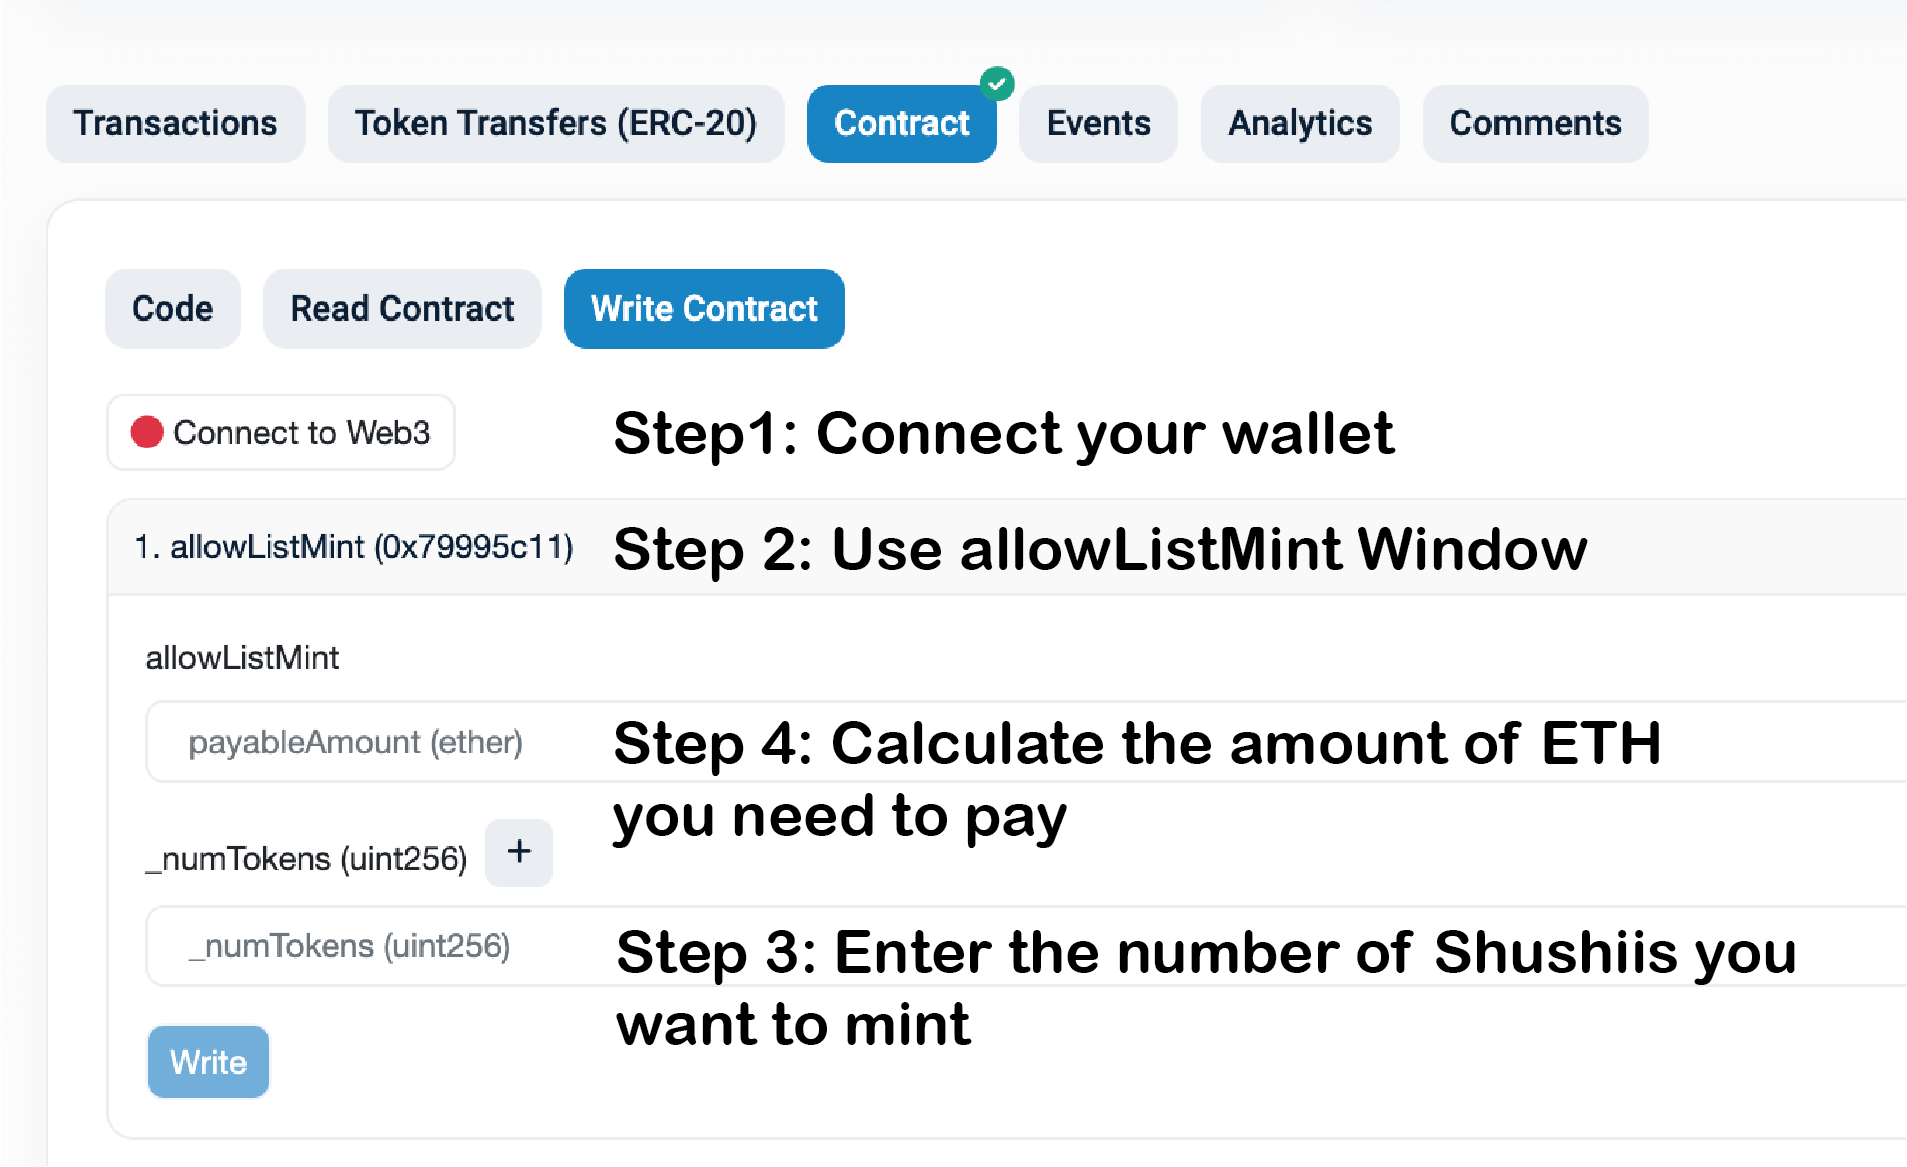 Transactions
Token Transfers (ERC-20)
Contract
Events
Analytics
Comments
Code
Read Contract
Write Contract
Connect to Web3
Step1: Connect your wallet
1. allowListMint (0x79995c11)
Step 2: Use allowListMint Window
allowListMint
payableAmount (ether)
Step 4: Calculate the amount of ETH
you need to pay
_numTokens (uint256)
+
_numTokens (uint256)
Step 3: Enter the number of Shushiis you
want to mint
Write